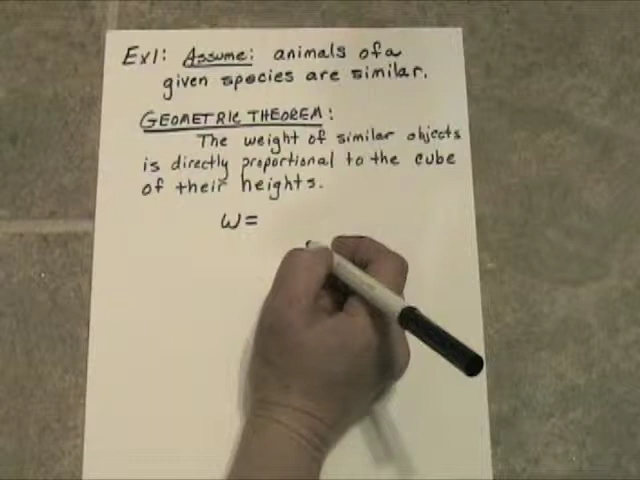 Ex1: Assume: animals of a
given species are similar.
GEOMETRIC THEOREM:
The weight of similar objects
is directly proportional to the cube
of their heights.
W=